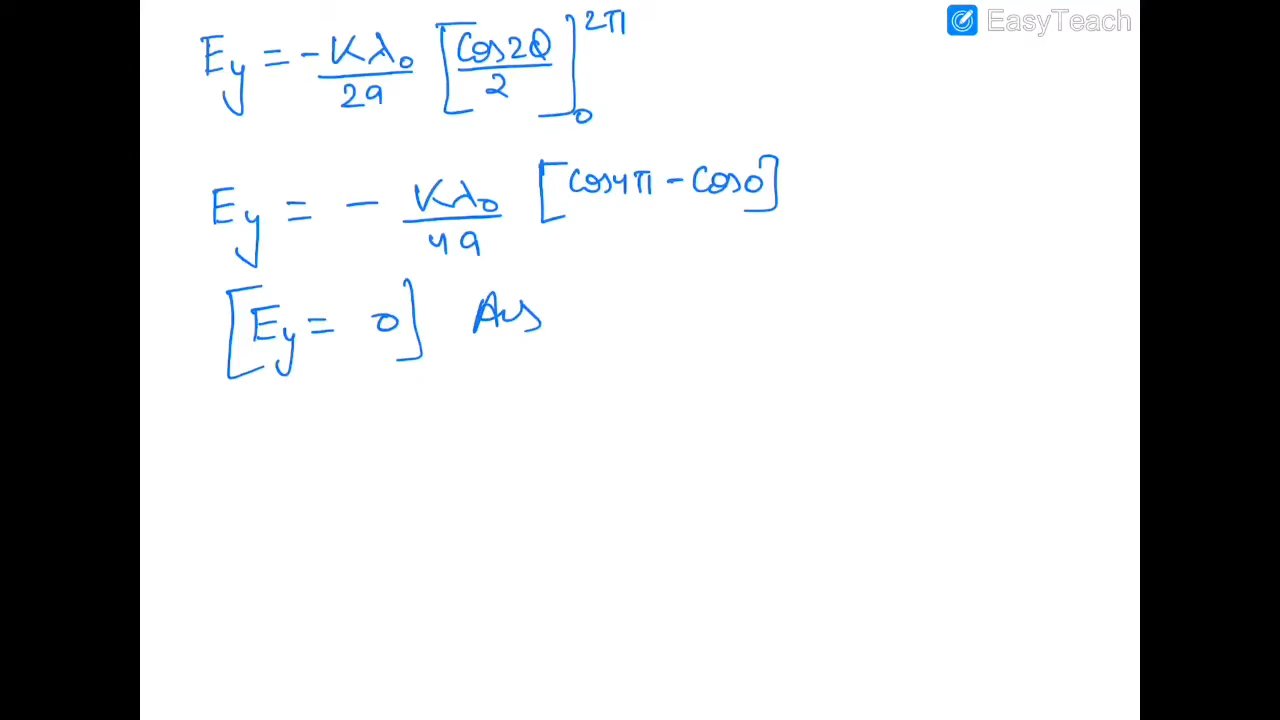 EasyTeach
Ey = - Kλ₀/2a [Cos2θ/2]₀^2π
Ey = - Kλ₀/4a [Cos4π - Cos0]
[Ey = 0] Ans